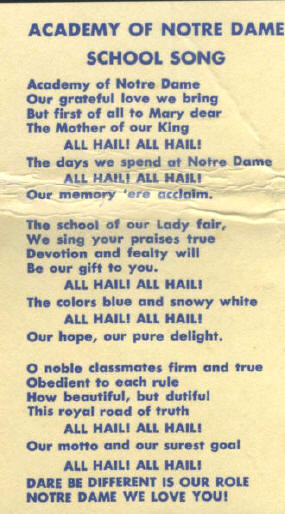 ACADEMY OF NOTRE DAME
SCHOOL SONG
Academy of Notre Dame
Our grateful love we bring
But first of all to Mary dear
The Mother of our King
ALL HAIL! ALL HAIL!
The days we spend at Notre Dame
ALL HAIL! ALL HAIL!
Our memory 'ere acclaim.
The school of our Lady fair,
We sing your praises true
Devotion and fealty will
Be our gift to you.
ALL HAIL! ALL HAIL!
The colors blue and snowy white
ALL HAIL! ALL HAIL!
Our hope, our pure delight.
O noble classmates firm and true
Obedient to each rule
How beautiful, but dutiful
This royal road of truth
ALL HAIL! ALL HAIL!
Our motto and our surest goal
ALL HAIL! ALL HAIL!
DARE BE DIFFERENT IS OUR ROLE
NOTRE DAME WE LOVE YOU!